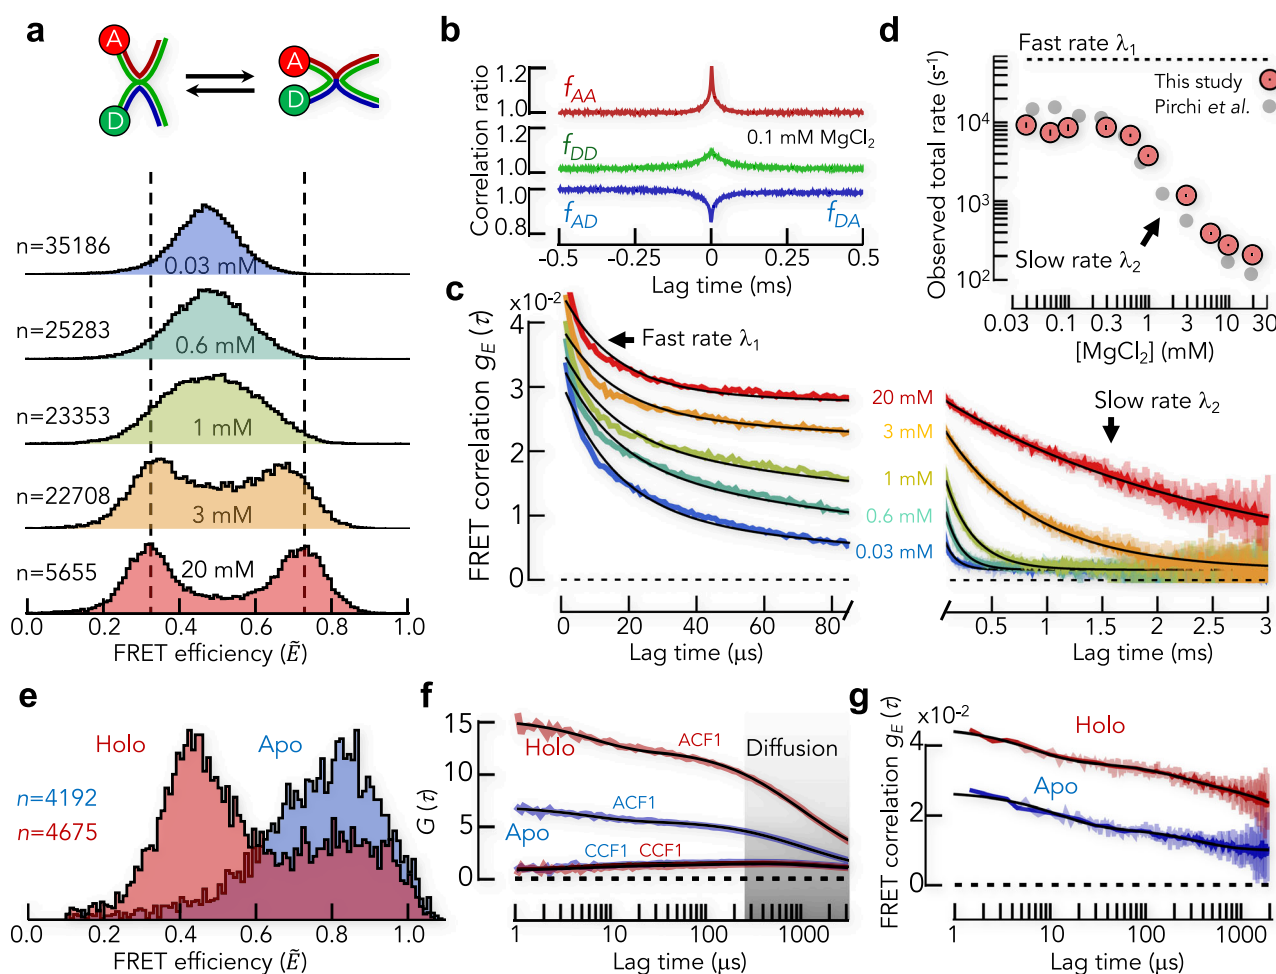 a
A
D
A
D
n=35186
0.03 mM
n=25283
0.6 mM
n=23353
1 mM
n=22708
3 mM
n=5655
20 mM
0.0 0.2 0.4 0.6 0.8 1.0
FRET efficiency (Ẽ)
b
Correlation ratio
1.2
1.0
1.2
1.0
1.0
0.8
f_AA
f_DD
0.1 mM MgCl₂
f_AD
f_DA
-0.5 -0.25 0 0.25 0.5
Lag time (ms)
c
x10⁻²
FRET correlation g_E (τ)
4
3
2
1
0
Fast rate λ₁
20 mM
3 mM
1 mM
0.6 mM
0.03 mM
Slow rate λ₂
0 20 40 60 80
Lag time (μs)
0.5 1 1.5 2 2.5 3
Lag time (ms)
d
Fast rate λ₁
This study
Pirchi et al.
Observed total rate (s⁻¹)
10⁴
10³
10²
Slow rate λ₂
0.03 0.1 0.3 1 3 10 30
[MgCl₂] (mM)
e
Holo
Apo
n=4192
n=4675
0.0 0.2 0.4 0.6 0.8 1.0
FRET efficiency (Ẽ)
f
G (τ)
15
10
5
0
Holo
ACF1
Diffusion
ACF1
Apo
CCF1 CCF1
1 10 100 1000
Lag time (μs)
g
x10⁻²
FRET correlation g_E (τ)
4
2
0
Holo
Apo
1 10 100 1000
Lag time (μs)